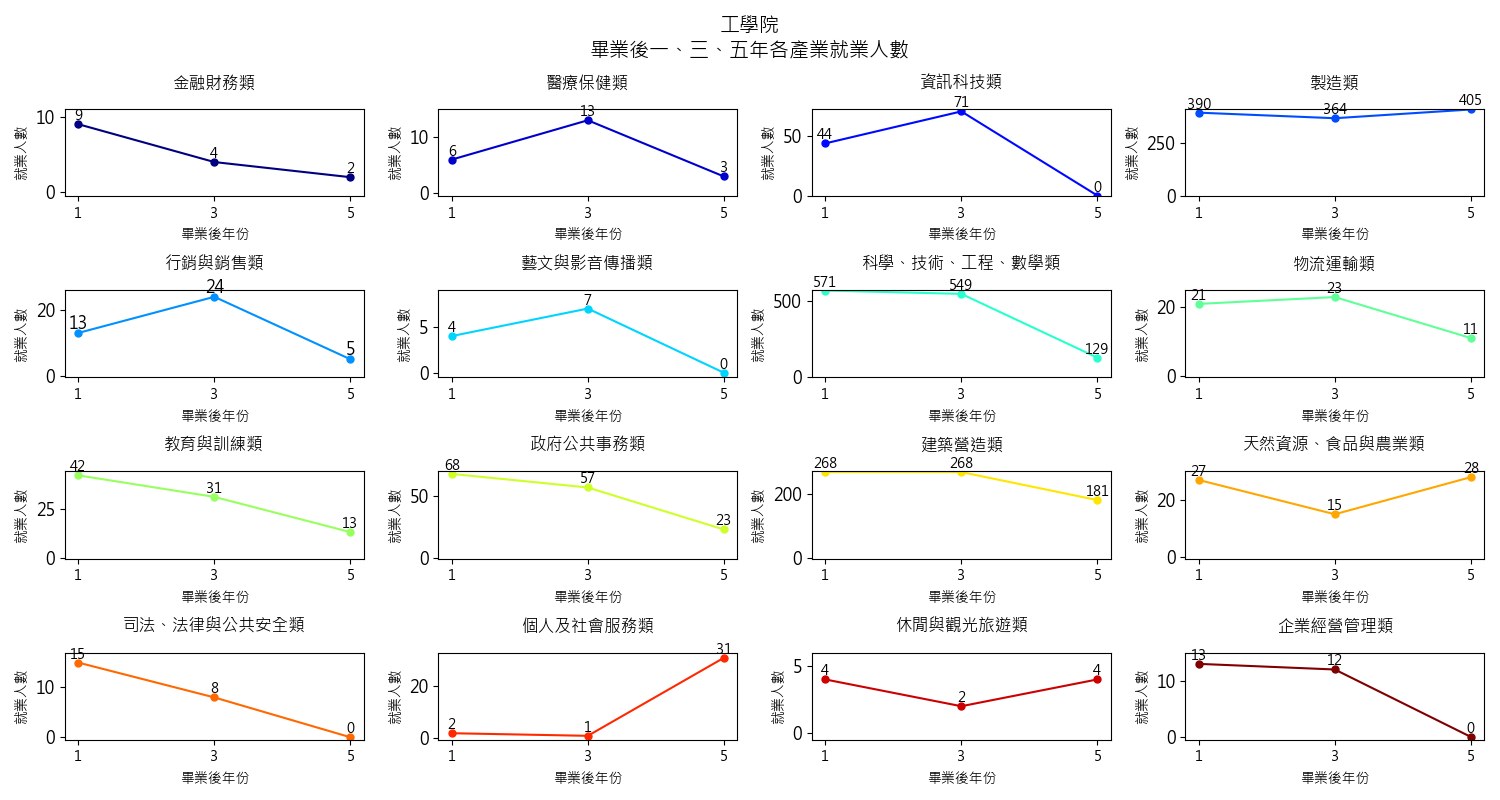 工學院
畢業後一、三、五年各產業就業人數
金融財務類
就業人數
10
0
9
4
2
1
3
5
畢業後年份
醫療保健類
就業人數
10
0
6
13
3
1
3
5
畢業後年份
資訊科技類
就業人數
50
0
44
71
0
1
3
5
畢業後年份
製造類
就業人數
250
0
390
364
405
1
3
5
畢業後年份
行銷與銷售類
就業人數
20
0
13
24
5
1
3
5
畢業後年份
藝文與影音傳播類
就業人數
5
0
4
7
0
1
3
5
畢業後年份
科學、技術、工程、數學類
就業人數
500
0
571
549
129
1
3
5
畢業後年份
物流運輸類
就業人數
20
0
21
23
11
1
3
5
畢業後年份
教育與訓練類
就業人數
25
0
42
31
13
1
3
5
畢業後年份
政府公共事務類
就業人數
50
0
68
57
23
1
3
5
畢業後年份
建築營造類
就業人數
200
0
268
268
181
1
3
5
畢業後年份
天然資源、食品與農業類
就業人數
20
0
27
15
28
1
3
5
畢業後年份
司法、法律與公共安全類
就業人數
10
0
15
8
0
1
3
5
畢業後年份
個人及社會服務類
就業人數
20
0
2
1
31
1
3
5
畢業後年份
休閒與觀光旅遊類
就業人數
5
0
4
2
4
1
3
5
畢業後年份
企業經營管理類
就業人數
10
0
13
12
0
1
3
5
畢業後年份